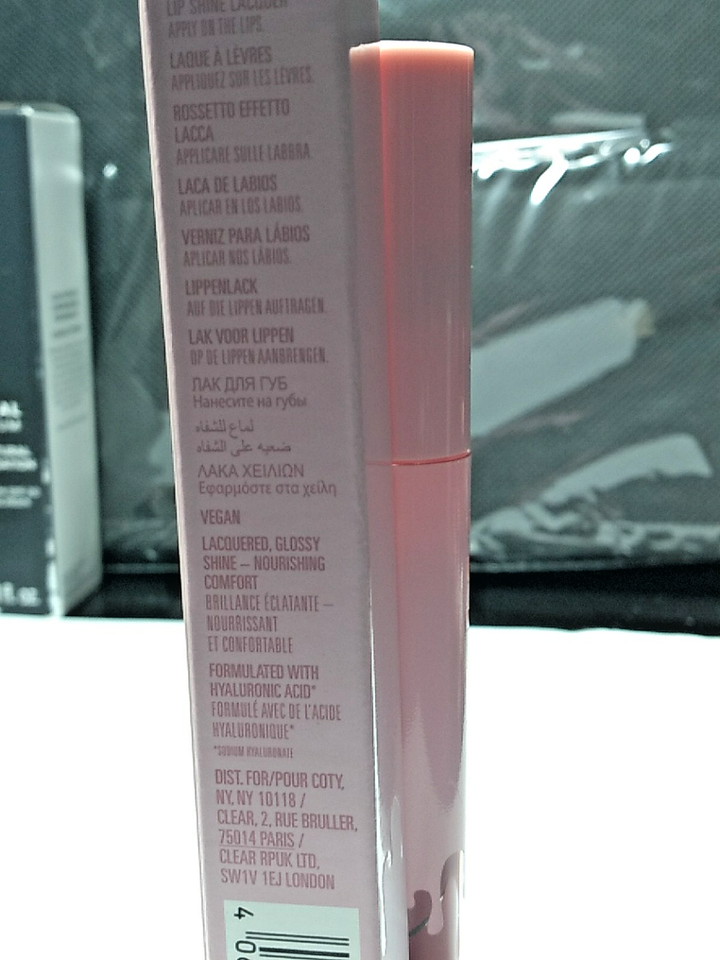 LIP SHINE LACQUER
APPLY ON THE LIPS.
LAQUE À LÈVRES
APPLIQUEZ SUR LES LÈVRES.
ROSSETTO EFFETTO
LACCA
APPLICARE SULLE LABBRA.
LACA DE LABIOS
APLICAR EN LOS LABIOS.
VERNIZ PARA LÁBIOS
APLICAR NOS LÁBIOS.
LIPPENLACK
AUF DIE LIPPEN AUFTRAGEN.
LAK VOOR LIPPEN
OP DE LIPPEN AANBRENGEN.
ЛАК ДЛЯ ГУБ
Нанесите на губы
لماع للشفاه
ضعيه على الشفاه
ΛΑΚΑ ΧΕΙΛΙΩΝ
Εφαρμόστε στα χείλη
VEGAN
LACQUERED, GLOSSY
SHINE – NOURISHING
COMFORT
BRILLANCE ÉCLATANTE –
NOURRISSANT
ET CONFORTABLE
FORMULATED WITH
HYALURONIC ACID*
FORMULÉ AVEC DE L'ACIDE
HYALURONIQUE*
*SODIUM HYALURONATE
DIST. FOR/POUR COTY,
NY, NY 10118 /
CLEAR, 2, RUE BRULLER,
75014 PARIS /
CLEAR RPUK LTD,
SW1V 1EJ LONDON
4 0